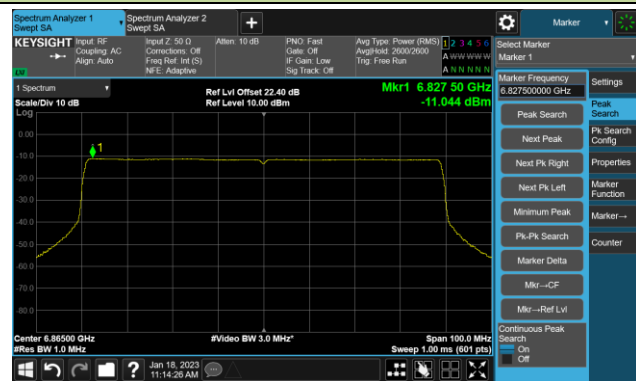 Spectrum Analyzer 1
Swept SA
Spectrum Analyzer 2
Swept SA
+
Marker
KEYSIGHT
Input: RF
Coupling: AC
Align: Auto
Input Z: 50 Ω
Corrections: Off
Freq Ref: Int (S)
NFE: Adaptive
Atten: 10 dB
PNO: Fast
Gate: Off
IF Gain: Low
Sig Track: Off
Avg Type: Power (RMS)
Avg|Hold: 2600/2600
Trig: Free Run
1 2 3 4 5 6
A W W W W W
A N N N N N
LVI
Select Marker
Marker 1
1 Spectrum
Scale/Div 10 dB
Log
Ref Lvl Offset 22.40 dB
Ref Level 10.00 dBm
Mkr1 6.827 50 GHz
-11.044 dBm
0.00
-10.0
-20.0
-30.0
-40.0
-50.0
-60.0
-70.0
-80.0
1
Marker Frequency
6.827500000 GHz
Peak Search
Next Peak
Next Pk Right
Next Pk Left
Minimum Peak
Pk-Pk Search
Marker Delta
Mkr→CF
Mkr→Ref Lvl
Continuous Peak
Search
On
Off
Settings
Peak
Search
Pk Search
Config
Properties
Marker
Function
Marker→
Counter
Center 6.86500 GHz
#Res BW 1.0 MHz
#Video BW 3.0 MHz*
Span 100.0 MHz
Sweep 1.00 ms (601 pts)
?
Jan 18, 2023
11:14:26 AM